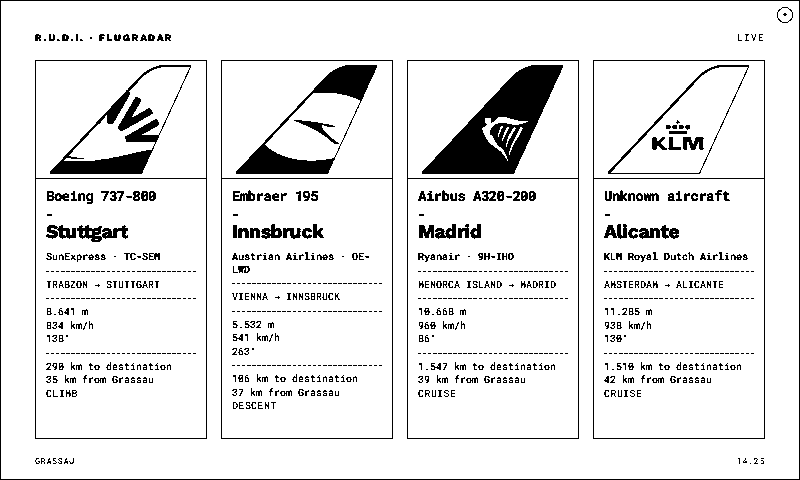 R.U.D.I. · FLUGRADAR
LIVE
KLM
Boeing 737-800
-
Stuttgart
SunExpress · TC-SEM
TRABZON → STUTTGART
8.641 m
834 km/h
138°
290 km to destination
35 km from Grassau
CLIMB
Embraer 195
-
Innsbruck
Austrian Airlines · OE-
LWD
VIENNA → INNSBRUCK
5.532 m
541 km/h
263°
106 km to destination
37 km from Grassau
DESCENT
Airbus A320-200
-
Madrid
Ryanair · 9H-IHO
MENORCA ISLAND → MADRID
10.668 m
960 km/h
86°
1.547 km to destination
39 km from Grassau
CRUISE
Unknown aircraft
-
Alicante
KLM Royal Dutch Airlines
AMSTERDAM → ALICANTE
11.285 m
938 km/h
130°
1.510 km to destination
42 km from Grassau
CRUISE
GRASSAU
14.25